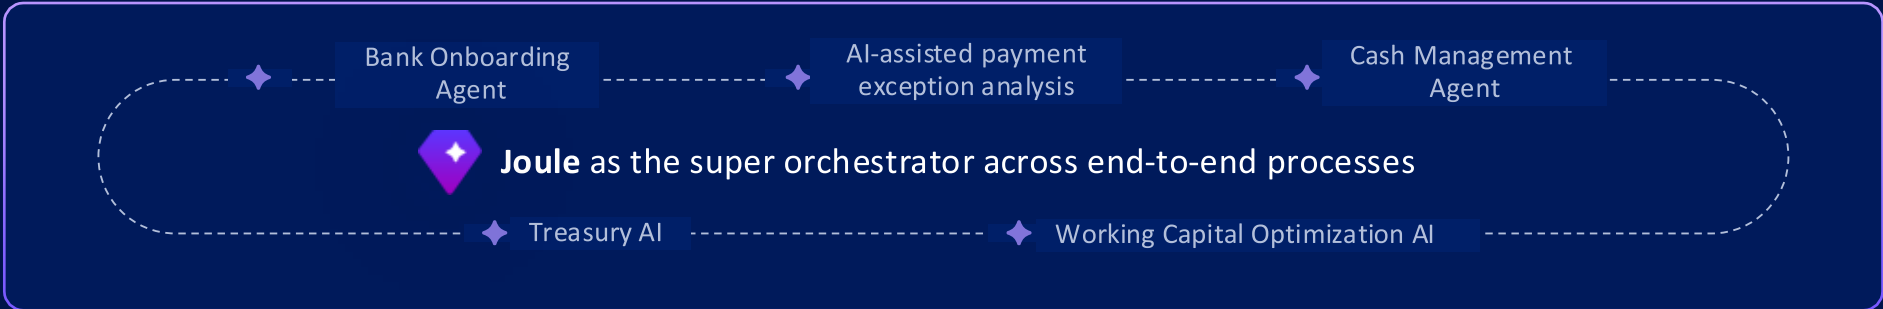 Bank Onboarding
Agent
AI-assisted payment
exception analysis
Cash Management
Agent
Joule as the super orchestrator across end-to-end processes
Treasury AI
Working Capital Optimization AI